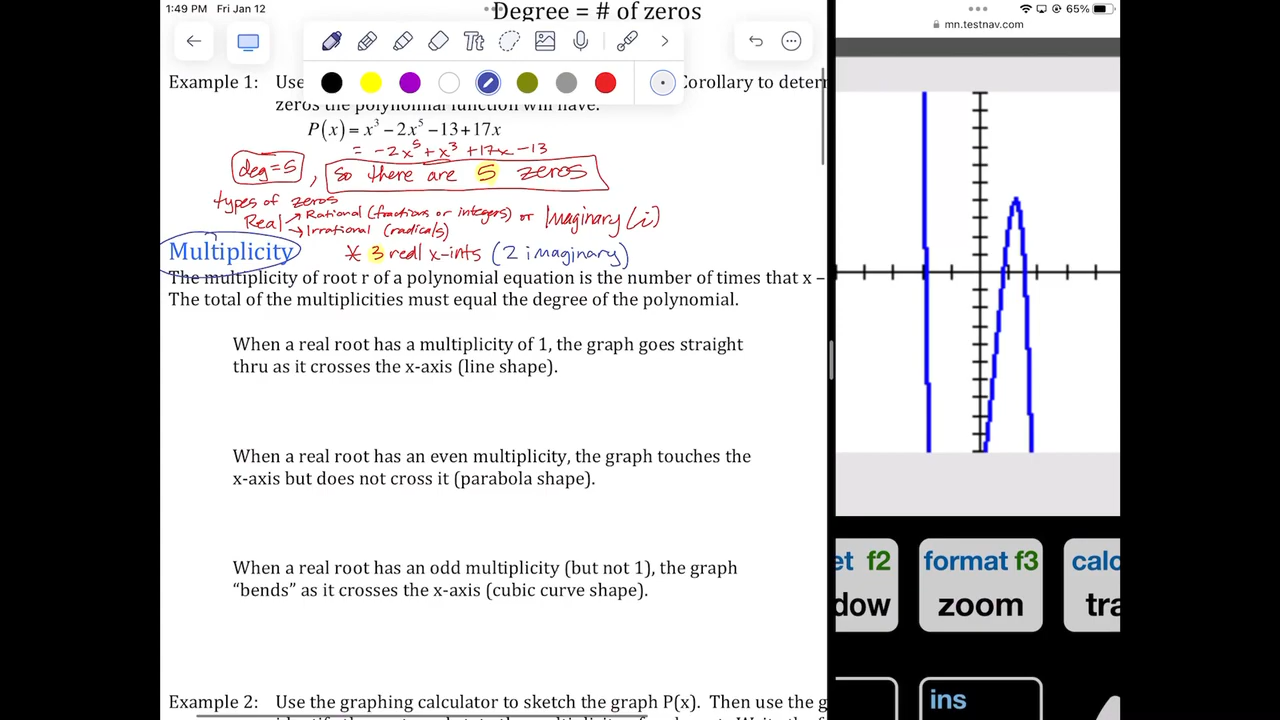 1:49 PM Fri Jan 12
65%
Degree = # of zeros
mn.testnav.com
Tt
Example 1: Use Corollary to deter
zeros the polynomial function will have.
P(x) = x³ − 2x⁵ − 13 + 17x
= -2x⁵ + x³ + 17x - 13
deg = 5, So there are 5 zeros
types of zeros
Real → Rational (fractions or integers) or Imaginary (i)
→ Irrational (radicals)
Multiplicity
* 3 real x-ints (2 imaginary)
The multiplicity of root r of a polynomial equation is the number of times that x –
The total of the multiplicities must equal the degree of the polynomial.
When a real root has a multiplicity of 1, the graph goes straight
thru as it crosses the x-axis (line shape).
When a real root has an even multiplicity, the graph touches the
x-axis but does not cross it (parabola shape).
When a real root has an odd multiplicity (but not 1), the graph
“bends” as it crosses the x-axis (cubic curve shape).
Example 2: Use the graphing calculator to sketch the graph P(x). Then use the g
et f2
dow
format f3
zoom
calc
tra
ins